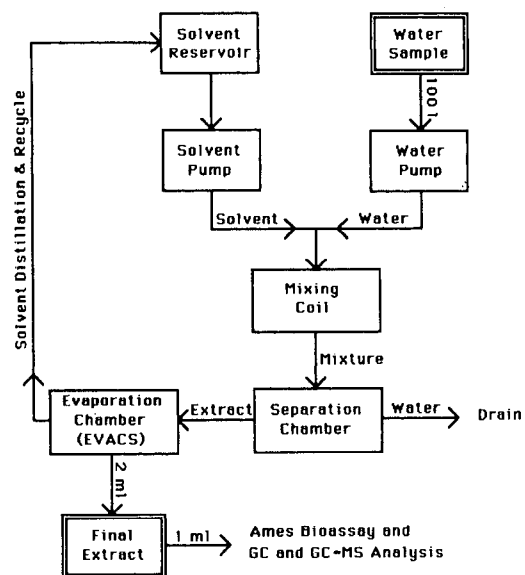 Solvent
Reservoir
Water
Sample
100 l
Solvent
Pump
Water
Pump
Solvent
Water
Mixing
Coil
Mixture
Solvent Distillation & Recycle
Evaporation
Chamber
(EVACS)
Extract
Separation
Chamber
Water
Drain
2 ml
Final
Extract
1 ml
Ames Bioassay and
GC and GC-MS Analysis